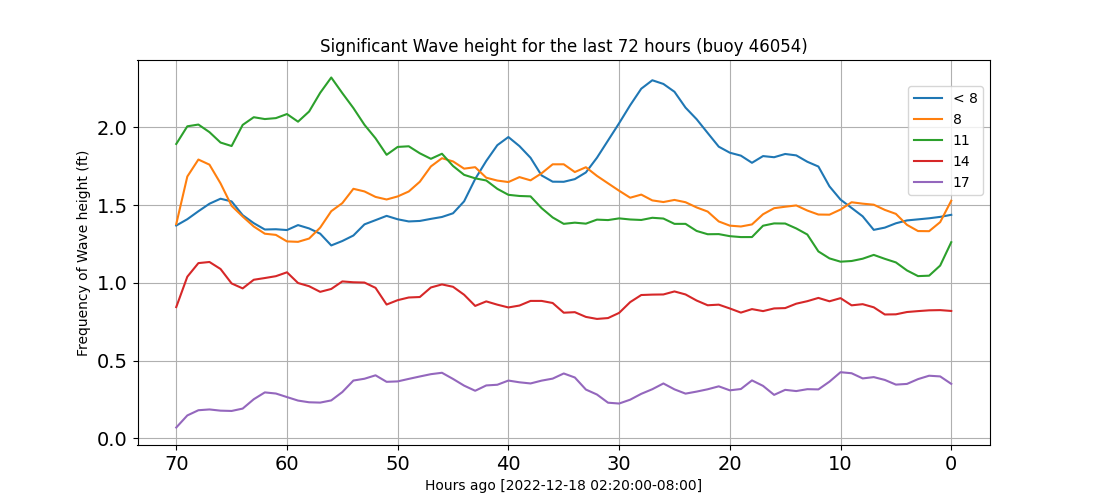 Significant Wave height for the last 72 hours (buoy 46054)
Frequency of Wave height (ft)
2.0
1.5
1.0
0.5
0.0
< 8
8
11
14
17
70 60 50 40 30 20 10 0
Hours ago [2022-12-18 02:20:00-08:00]